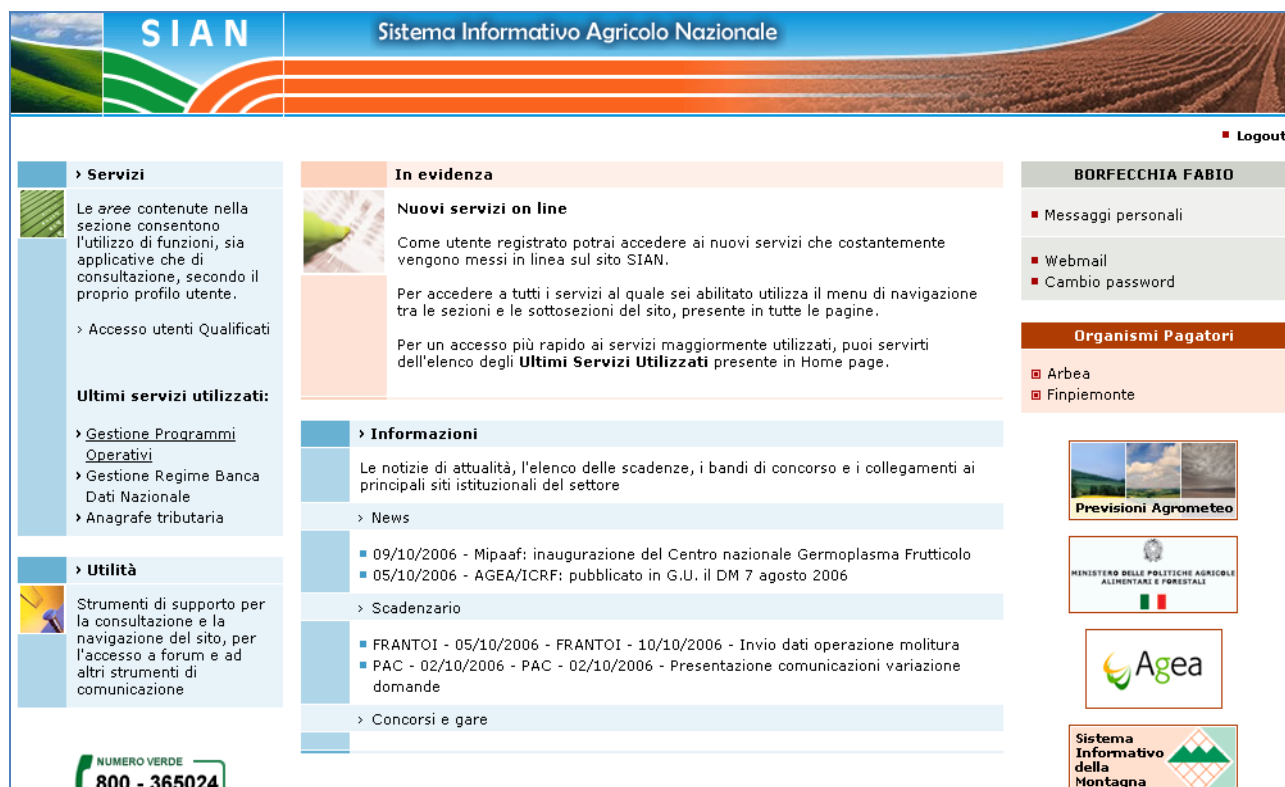 SIAN
Sistema Informativo Agricolo Nazionale
Logout
› Servizi
Le aree contenute nella
sezione consentono
l'utilizzo di funzioni, sia
applicative che di
consultazione, secondo il
proprio profilo utente.
› Accesso utenti Qualificati
Ultimi servizi utilizzati:
› Gestione Programmi
Operativi
› Gestione Regime Banca
Dati Nazionale
› Anagrafe tributaria
› Utilità
Strumenti di supporto per
la consultazione e la
navigazione del sito, per
l'accesso a forum e ad
altri strumenti di
comunicazione
NUMERO VERDE
800 - 365024
In evidenza
Nuovi servizi on line
Come utente registrato potrai accedere ai nuovi servizi che costantemente
vengono messi in linea sul sito SIAN.
Per accedere a tutti i servizi al quale sei abilitato utilizza il menu di navigazione
tra le sezioni e le sottosezioni del sito, presente in tutte le pagine.
Per un accesso più rapido ai servizi maggiormente utilizzati, puoi servirti
dell'elenco degli Ultimi Servizi Utilizzati presente in Home page.
› Informazioni
Le notizie di attualità, l'elenco delle scadenze, i bandi di concorso e i collegamenti ai
principali siti istituzionali del settore
› News
09/10/2006 - Mipaaf: inaugurazione del Centro nazionale Germoplasma Frutticolo
05/10/2006 - AGEA/ICRF: pubblicato in G.U. il DM 7 agosto 2006
› Scadenzario
FRANTOI - 05/10/2006 - FRANTOI - 10/10/2006 - Invio dati operazione molitura
PAC - 02/10/2006 - PAC - 02/10/2006 - Presentazione comunicazioni variazione
domande
› Concorsi e gare
BORFECCHIA FABIO
Messaggi personali
Webmail
Cambio password
Organismi Pagatori
Arbea
Finpiemonte
Previsioni Agrometeo
MINISTERO DELLE POLITICHE AGRICOLE
ALIMENTARI E FORESTALI
Agea
Sistema
Informativo
della
Montagna